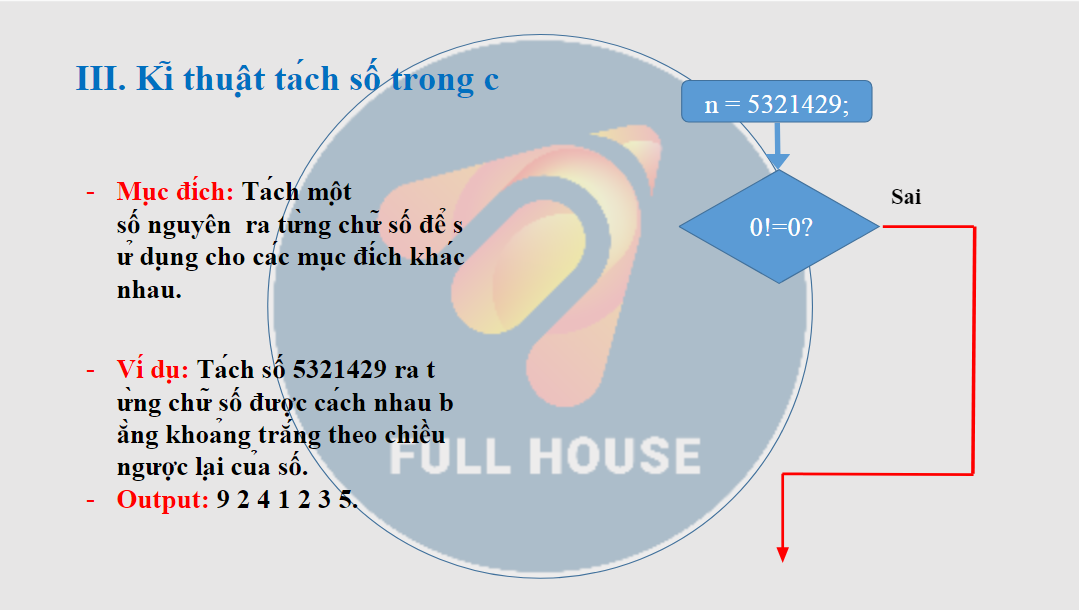 III. Kĩ thuật tách số trong c
n = 5321429;
Sai
0!=0?
- Mục đích: Tách một
số nguyên ra từng chữ số để s
ử dụng cho các mục đích khác
nhau.
- Ví dụ: Tách số 5321429 ra t
ừng chữ số được cách nhau b
ằng khoảng trắng theo chiều
ngược lại của số.
- Output: 9 2 4 1 2 3 5.
FULL HOUSE